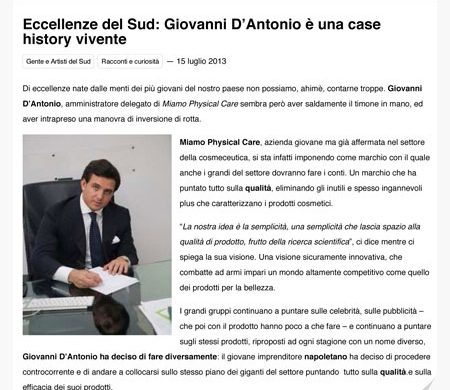 Eccellenze del Sud: Giovanni D’Antonio è una case
history vivente
Gente e Artisti del Sud Racconti e curiosità — 15 luglio 2013
Di eccellenze nate dalle menti dei più giovani del nostro paese non possiamo, ahimè, contarne troppe. Giovanni
D’Antonio, amministratore delegato di Miamo Physical Care sembra però aver saldamente il timone in mano, ed
aver intrapreso una manovra di inversione di rotta.
Miamo Physical Care, azienda giovane ma già affermata nel settore
della cosmeceutica, si sta infatti imponendo come marchio con il quale
anche i grandi del settore dovranno fare i conti. Un marchio che ha
puntato tutto sulla qualità, eliminando gli inutili e spesso ingannevoli
plus che caratterizzano i prodotti cosmetici.
“La nostra idea è la semplicità, una semplicità che lascia spazio alla
qualità di prodotto, frutto della ricerca scientifica”, ci dice mentre ci
spiega la sua visione. Una visione sicuramente innovativa, che
combatte ad armi impari un mondo altamente competitivo come quello
dei prodotti per la bellezza.
I grandi gruppi continuano a puntare sulle celebrità, sulle pubblicità –
che poi con il prodotto hanno poco a che fare – e continuano a puntare
sugli stessi prodotti, riproposti ad ogni stagione con un nome diverso,
Giovanni D’Antonio ha deciso di fare diversamente: il giovane imprenditore napoletano ha deciso di procedere
controcorrente e di andare a collocarsi sullo stesso piano dei giganti del settore puntando tutto sulla qualità e sulla
efficacia dei suoi prodotti.